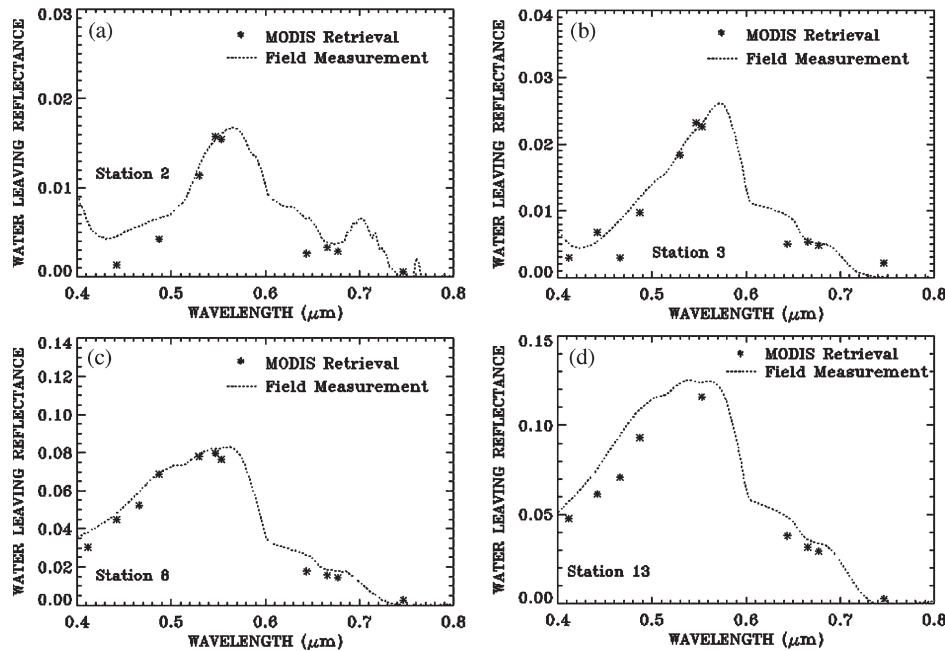 (a)
0.03
0.02
0.01
0.00
WATER LEAVING REFLECTANCE
MODIS Retrieval
Field Measurement
Station 2
0.4 0.5 0.6 0.7 0.8
WAVELENGTH (μm)
(b)
0.04
0.03
0.02
0.01
0.00
WATER LEAVING REFLECTANCE
MODIS Retrieval
Field Measurement
Station 3
0.4 0.5 0.6 0.7 0.8
WAVELENGTH (μm)
(c)
0.14
0.12
0.10
0.08
0.06
0.04
0.02
0.00
WATER LEAVING REFLECTANCE
MODIS Retrieval
Field Measurement
Station 8
0.4 0.5 0.6 0.7 0.8
WAVELENGTH (μm)
(d)
0.15
0.10
0.05
0.00
WATER LEAVING REFLECTANCE
MODIS Retrieval
Field Measurement
Station 13
0.4 0.5 0.6 0.7 0.8
WAVELENGTH (μm)